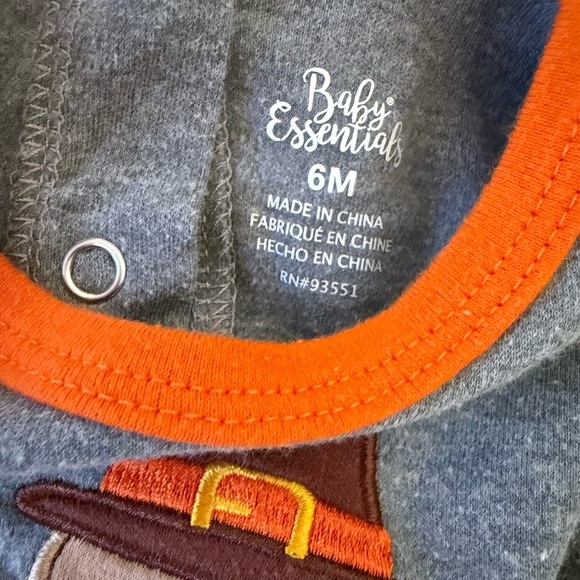 Baby®
Essentials
6M
MADE IN CHINA
FABRIQUÉ EN CHINE
HECHO EN CHINA
RN#93551